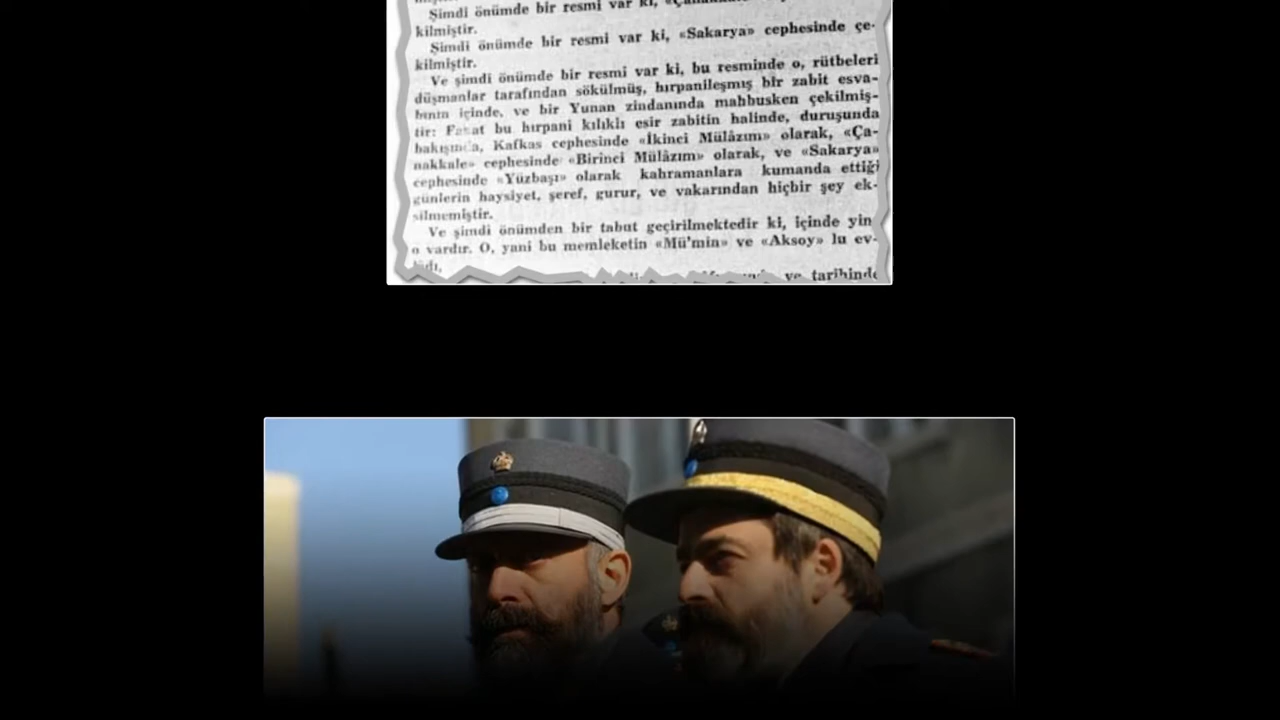 Şimdi önümde bir resmi var ki,
kilmiştir.
Şimdi önümde bir resmi var ki, «Sakarya» cephesinde çe-
kilmiştir.
Ve şimdi önümde bir resmi var ki, bu resminde o, rütbeleri
düşmanlar tarafından sökülmüş, hırpanileşmış bir zabit esva-
bının içinde, ve bir Yunan zindanında mahbusken çekilmiş-
tir: Fakat bu hırpani kılıklı esir zabitin halinde, duruşunda
bakışında, Kafkas cephesinde «İkinci Mülâzım» olarak, «Ça-
nakkale» cephesinde «Birinci Mülâzım» olarak, ve «Sakarya»
cephesinde «Yüzbaşı» olarak kahramanlara kumanda ettiği
günlerin haysiyet, şeref, gurur, ve vakarından hiçbir şey ek-
silmemiştir.
Ve şimdi önümden bir tabut geçirilmektedir ki, içinde yin
o vardır. O, yani bu memleketin «Mü'min» ve «Aksoy» lu ev-
ve tarihinde